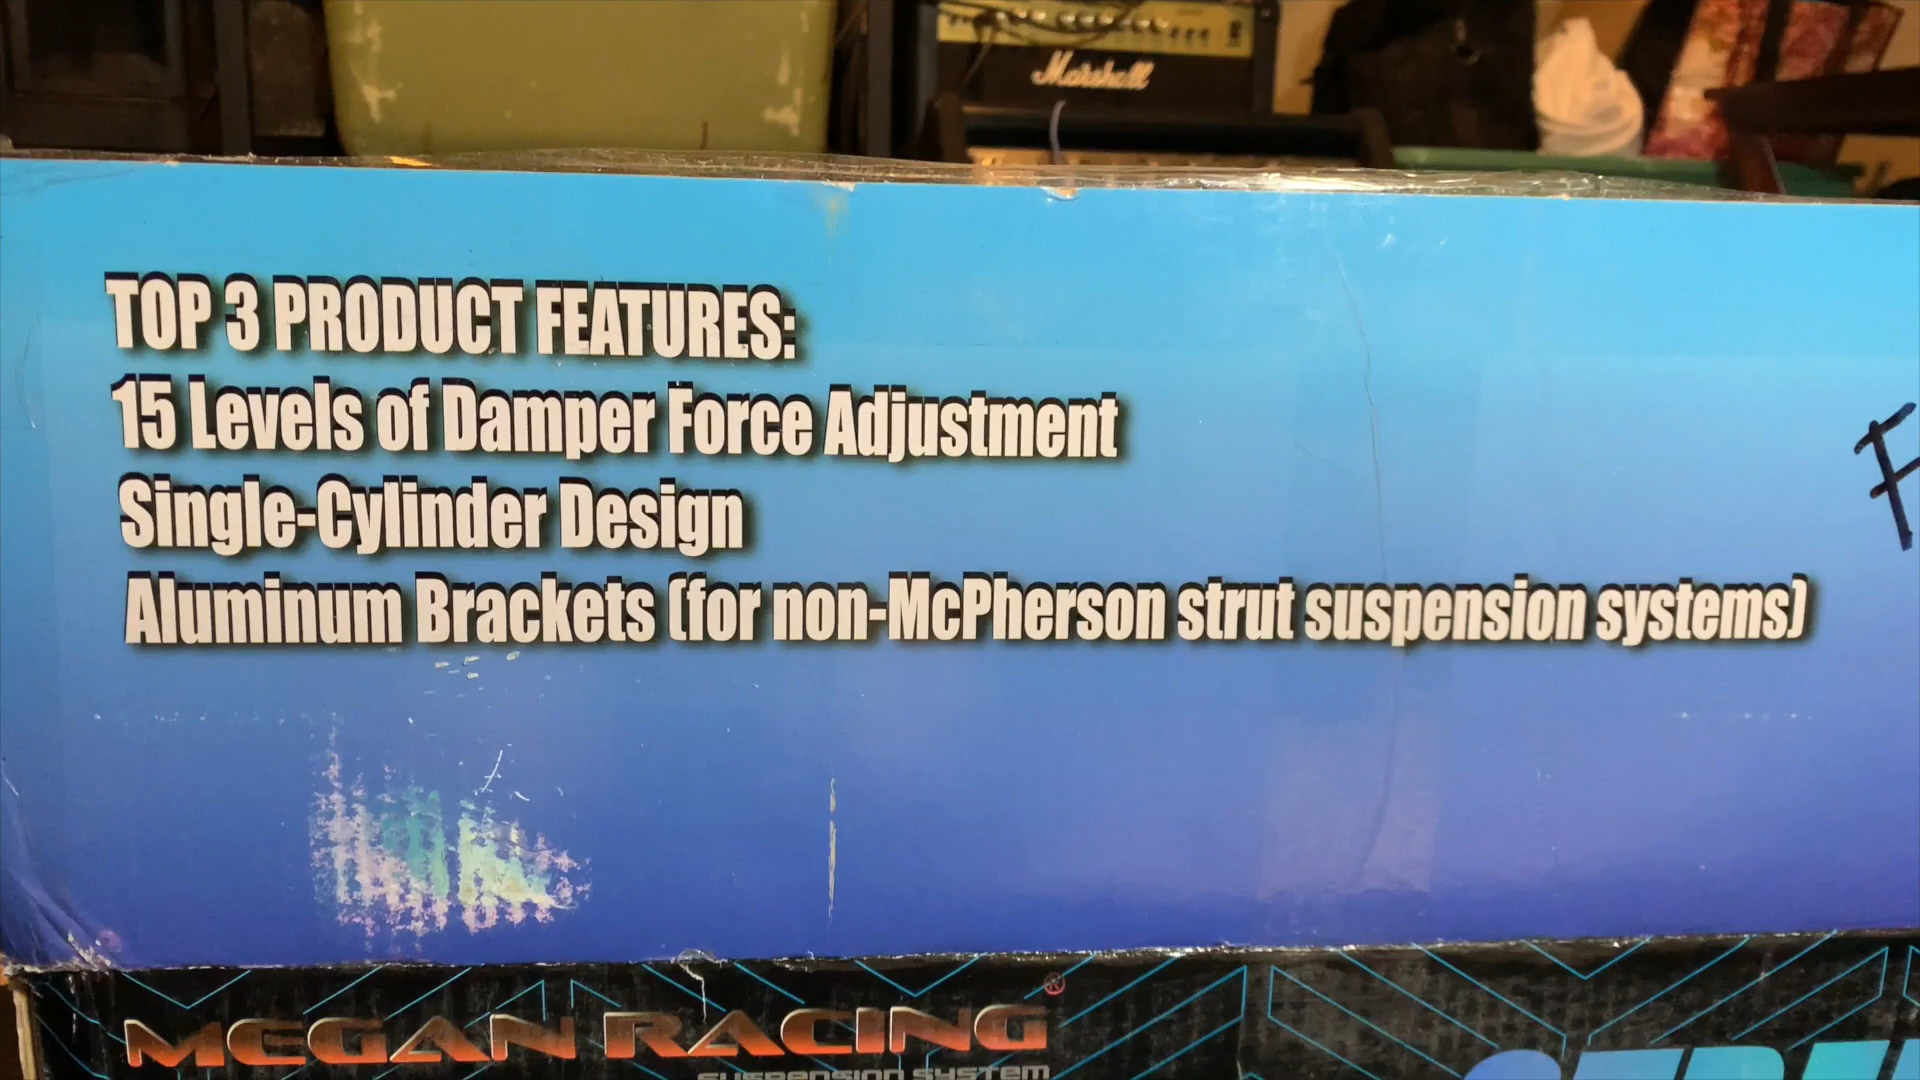 Marshall
TOP 3 PRODUCT FEATURES:
15 Levels of Damper Force Adjustment
Single-Cylinder Design
Aluminum Brackets (for non-McPherson strut suspension systems)
MEGAN RACING®
SUSPENSION SYSTEM